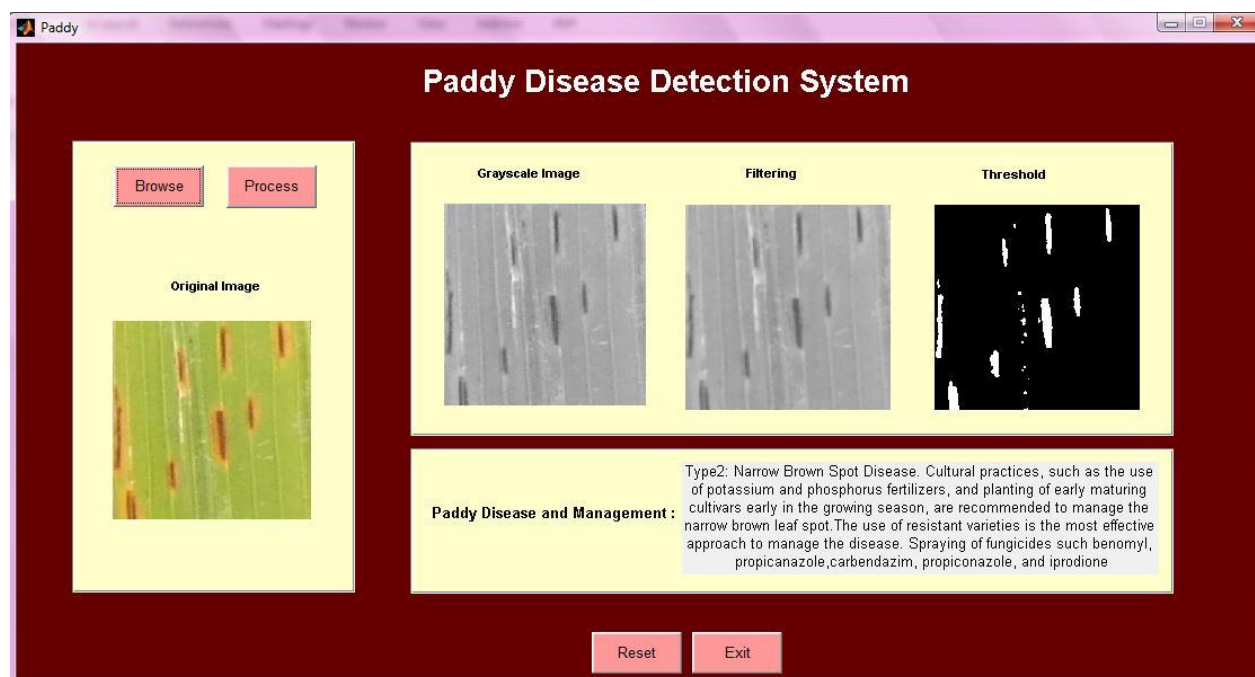 Paddy
Paddy Disease Detection System
Browse
Process
Original Image
Grayscale Image
Filtering
Threshold
Paddy Disease and Management :
Type2: Narrow Brown Spot Disease. Cultural practices, such as the use
of potassium and phosphorus fertilizers, and planting of early maturing
cultivars early in the growing season, are recommended to manage the
narrow brown leaf spot.The use of resistant varieties is the most effective
approach to manage the disease. Spraying of fungicides such benomyl,
propicanazole,carbendazim, propiconazole, and iprodione
Reset
Exit